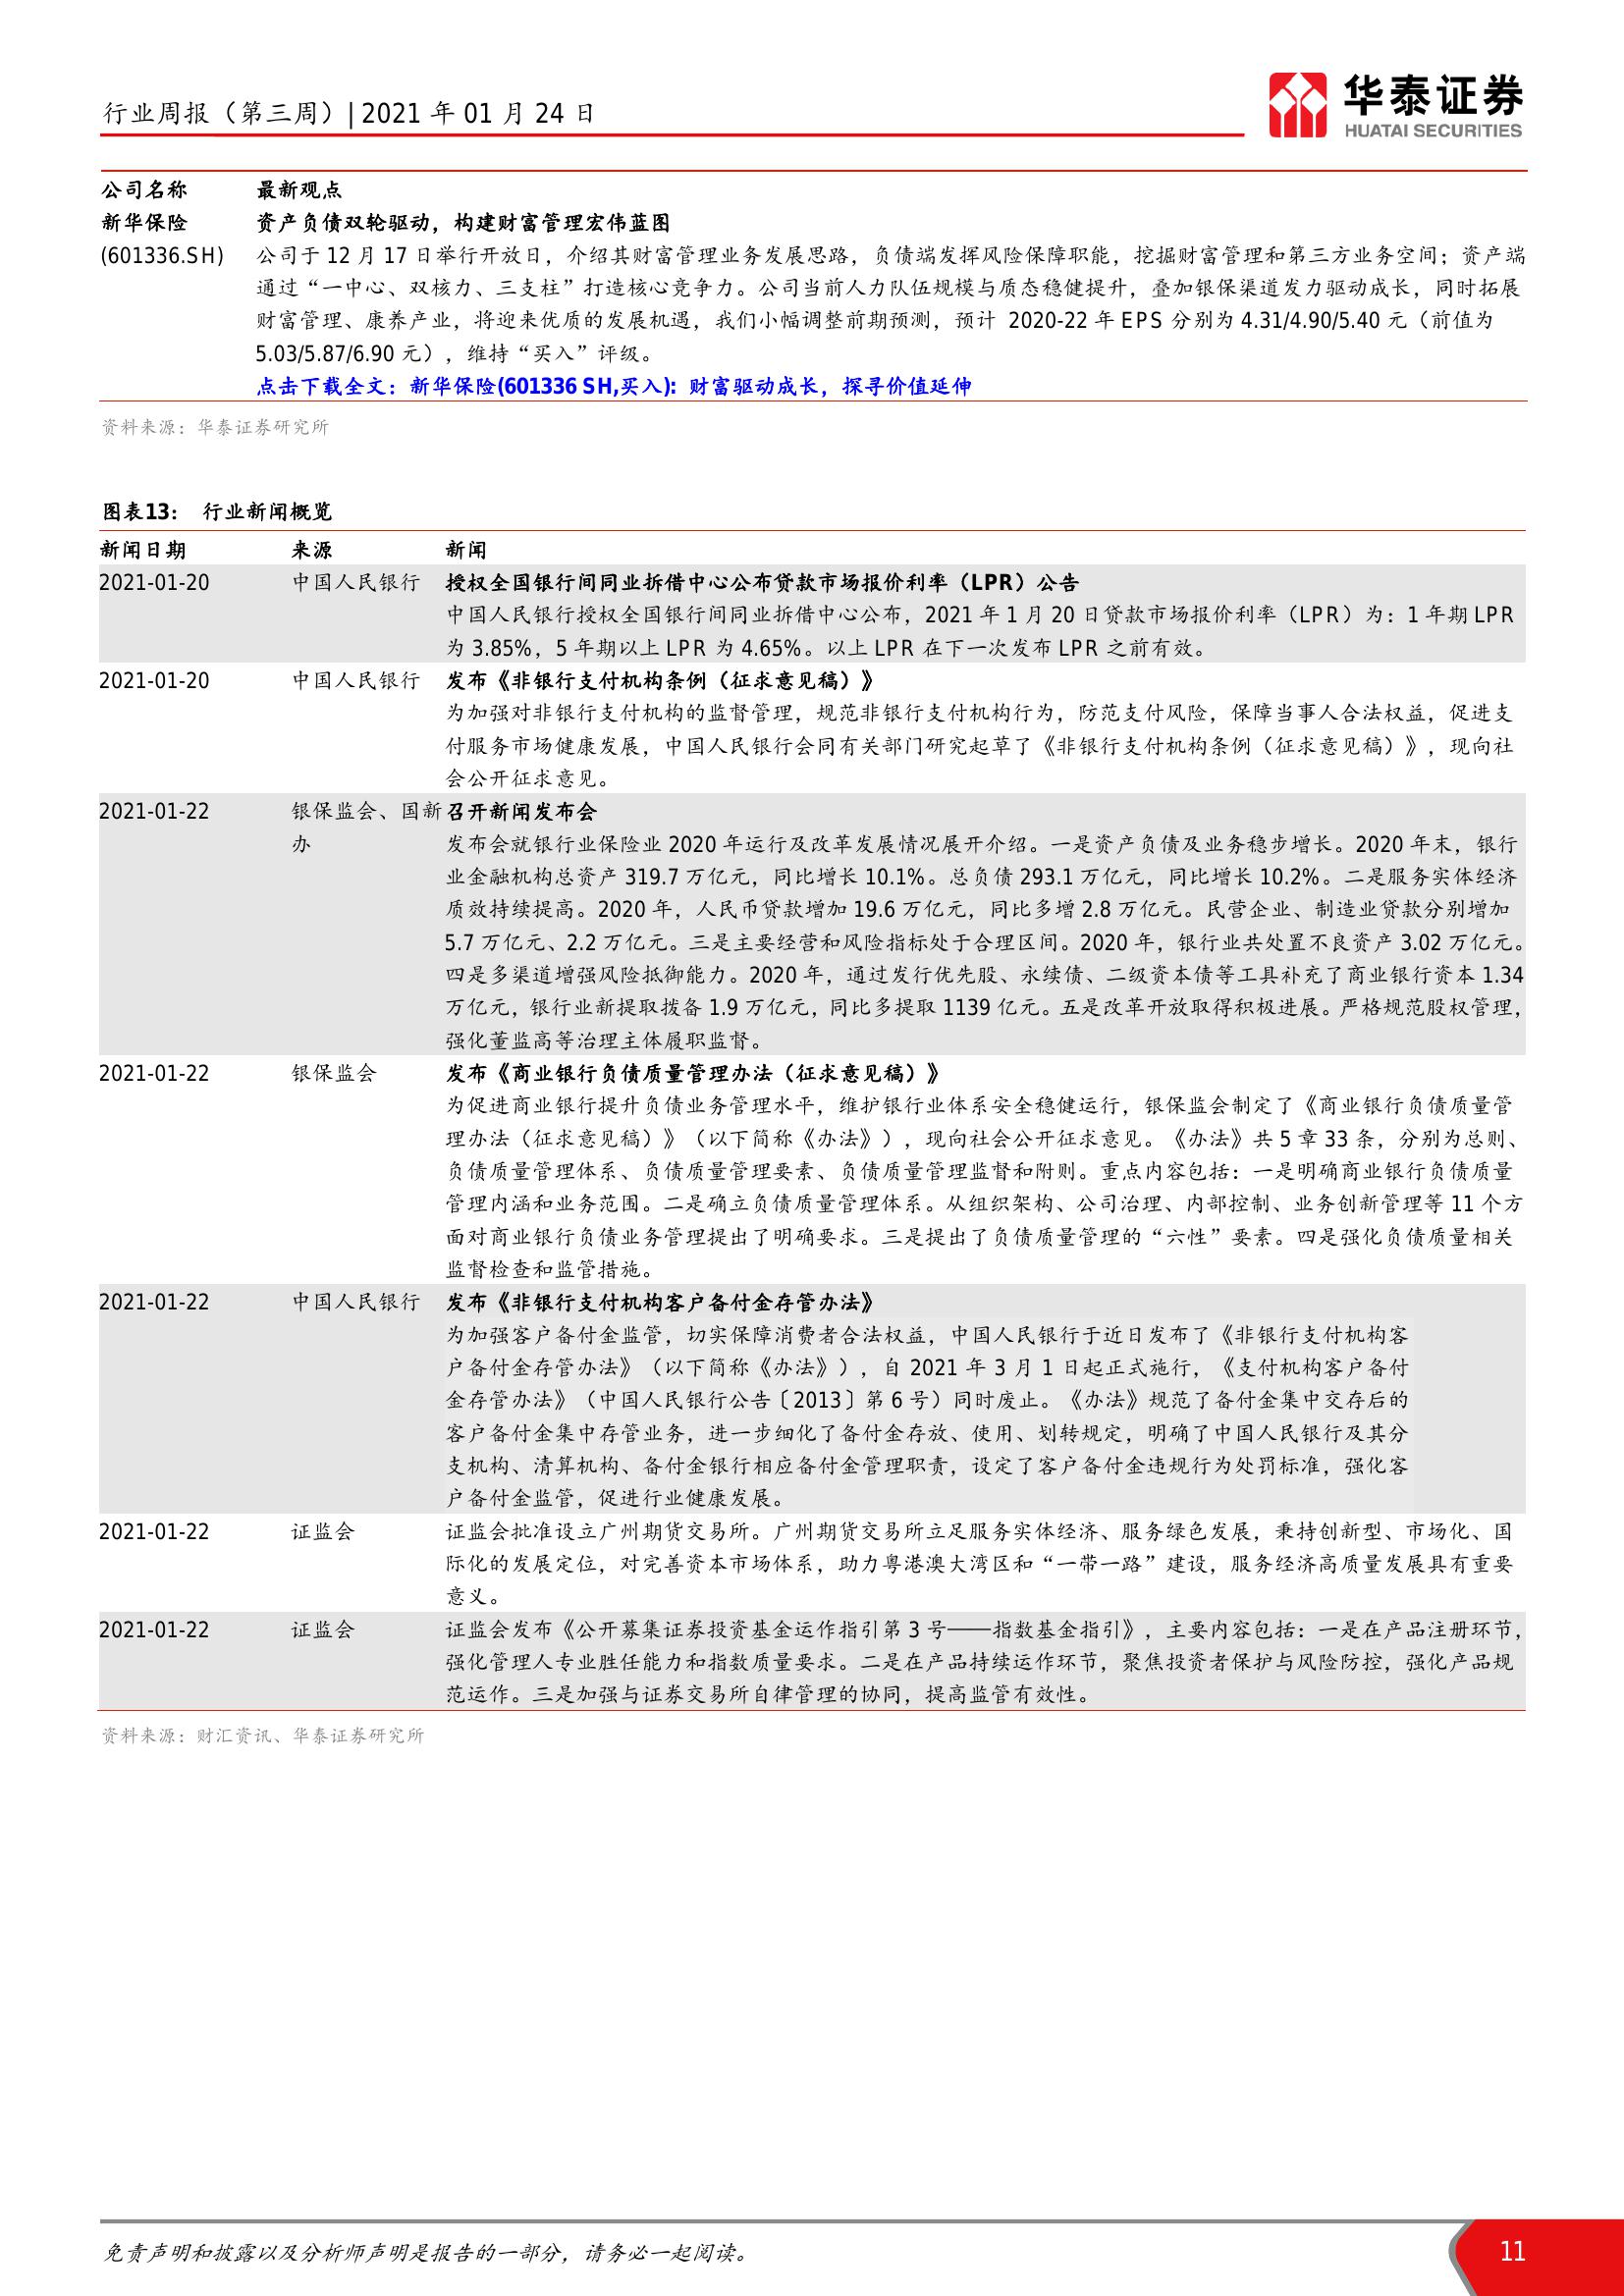 行业周报（第三周）| 2021 年 01 月 24 日
华泰证券
HUATAI SECURITIES
公司名称 最新观点
新华保险 资产负债双轮驱动，构建财富管理宏伟蓝图
(601336.SH) 公司于 12 月 17 日举行开放日，介绍其财富管理业务发展思路，负债端发挥风险保障职能，挖掘财富管理和第三方业务空间；资产端
通过“一中心、双核力、三支柱”打造核心竞争力。公司当前人力队伍规模与质态稳健提升，叠加银保渠道发力驱动成长，同时拓展
财富管理、康养产业，将迎来优质的发展机遇，我们小幅调整前期预测，预计 2020-22 年 EPS 分别为 4.31/4.90/5.40 元（前值为
5.03/5.87/6.90 元），维持“买入”评级。
点击下载全文：新华保险(601336 SH,买入): 财富驱动成长，探寻价值延伸
资料来源：华泰证券研究所
图表13： 行业新闻概览
新闻日期 来源 新闻
2021-01-20 中国人民银行 授权全国银行间同业拆借中心公布贷款市场报价利率（LPR）公告
中国人民银行授权全国银行间同业拆借中心公布，2021 年 1 月 20 日贷款市场报价利率（LPR）为：1 年期 LPR
为 3.85%，5 年期以上 LPR 为 4.65%。以上 LPR 在下一次发布 LPR 之前有效。
2021-01-20 中国人民银行 发布《非银行支付机构条例（征求意见稿）》
为加强对非银行支付机构的监督管理，规范非银行支付机构行为，防范支付风险，保障当事人合法权益，促进支
付服务市场健康发展，中国人民银行会同有关部门研究起草了《非银行支付机构条例（征求意见稿）》，现向社
会公开征求意见。
2021-01-22 银保监会、国新 召开新闻发布会
办 发布会就银行业保险业 2020 年运行及改革发展情况展开介绍。一是资产负债及业务稳步增长。2020 年末，银行
业金融机构总资产 319.7 万亿元，同比增长 10.1%。总负债 293.1 万亿元，同比增长 10.2%。二是服务实体经济
质效持续提高。2020 年，人民币贷款增加 19.6 万亿元，同比多增 2.8 万亿元。民营企业、制造业贷款分别增加
5.7 万亿元、2.2 万亿元。三是主要经营和风险指标处于合理区间。2020 年，银行业共处置不良资产 3.02 万亿元。
四是多渠道增强风险抵御能力。2020 年，通过发行优先股、永续债、二级资本债等工具补充了商业银行资本 1.34
万亿元，银行业新提取拨备 1.9 万亿元，同比多提取 1139 亿元。五是改革开放取得积极进展。严格规范股权管理，
强化董监高等治理主体履职监督。
2021-01-22 银保监会 发布《商业银行负债质量管理办法（征求意见稿）》
为促进商业银行提升负债业务管理水平，维护银行业体系安全稳健运行，银保监会制定了《商业银行负债质量管
理办法（征求意见稿）》（以下简称《办法》），现向社会公开征求意见。《办法》共 5 章 33 条，分别为总则、
负债质量管理体系、负债质量管理要素、负债质量管理监督和附则。重点内容包括：一是明确商业银行负债质量
管理内涵和业务范围。二是确立负债质量管理体系。从组织架构、公司治理、内部控制、业务创新管理等 11 个方
面对商业银行负债业务管理提出了明确要求。三是提出了负债质量管理的“六性”要素。四是强化负债质量相关
监督检查和监管措施。
2021-01-22 中国人民银行 发布《非银行支付机构客户备付金存管办法》
为加强客户备付金监管，切实保障消费者合法权益，中国人民银行于近日发布了《非银行支付机构客
户备付金存管办法》（以下简称《办法》），自 2021 年 3 月 1 日起正式施行，《支付机构客户备付
金存管办法》（中国人民银行公告〔2013〕第 6 号）同时废止。《办法》规范了备付金集中交存后的
客户备付金集中存管业务，进一步细化了备付金存放、使用、划转规定，明确了中国人民银行及其分
支机构、清算机构、备付金银行相应备付金管理职责，设定了客户备付金违规行为处罚标准，强化客
户备付金监管，促进行业健康发展。
2021-01-22 证监会 证监会批准设立广州期货交易所。广州期货交易所立足服务实体经济、服务绿色发展，秉持创新型、市场化、国
际化的发展定位，对完善资本市场体系，助力粤港澳大湾区和“一带一路”建设，服务经济高质量发展具有重要
意义。
2021-01-22 证监会 证监会发布《公开募集证券投资基金运作指引第 3 号——指数基金指引》，主要内容包括：一是在产品注册环节，
强化管理人专业胜任能力和指数质量要求。二是在产品持续运作环节，聚焦投资者保护与风险防控，强化产品规
范运作。三是加强与证券交易所自律管理的协同，提高监管有效性。
资料来源：财汇资讯、华泰证券研究所
免责声明和披露以及分析师声明是报告的一部分，请务必一起阅读。
11